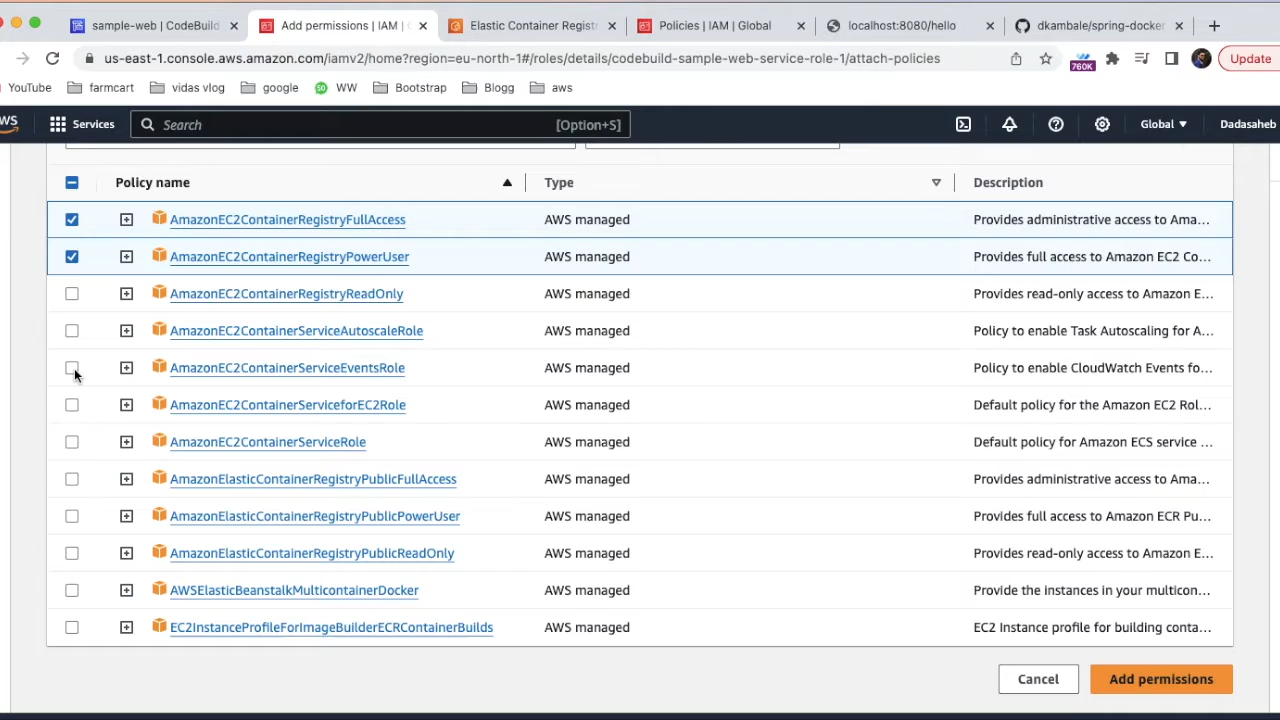 sample-web | CodeBuild
Add permissions | IAM |
Elastic Container Registr
Policies | IAM | Global
localhost:8080/hello
dkambale/spring-docker
us-east-1.console.aws.amazon.com/iamv2/home?region=eu-north-1#/roles/details/codebuild-sample-web-service-role-1/attach-policies
760K
Update
YouTube
farmcart
vidas vlog
google
WW
Bootstrap
Blogg
aws
Services
Search
[Option+S]
Global
Dadasaheb
Policy name
Type
Description
AmazonEC2ContainerRegistryFullAccess AWS managed Provides administrative access to Ama...
AmazonEC2ContainerRegistryPowerUser AWS managed Provides full access to Amazon EC2 Co...
AmazonEC2ContainerRegistryReadOnly AWS managed Provides read-only access to Amazon E...
AmazonEC2ContainerServiceAutoscaleRole AWS managed Policy to enable Task Autoscaling for A...
AmazonEC2ContainerServiceEventsRole AWS managed Policy to enable CloudWatch Events fo...
AmazonEC2ContainerServiceforEC2Role AWS managed Default policy for the Amazon EC2 Rol...
AmazonEC2ContainerServiceRole AWS managed Default policy for Amazon ECS service ...
AmazonElasticContainerRegistryPublicFullAccess AWS managed Provides administrative access to Ama...
AmazonElasticContainerRegistryPublicPowerUser AWS managed Provides full access to Amazon ECR Pu...
AmazonElasticContainerRegistryPublicReadOnly AWS managed Provides read-only access to Amazon E...
AWSElasticBeanstalkMulticontainerDocker AWS managed Provide the instances in your multicon...
EC2InstanceProfileForImageBuilderECRContainerBuilds AWS managed EC2 Instance profile for building conta...
Cancel
Add permissions